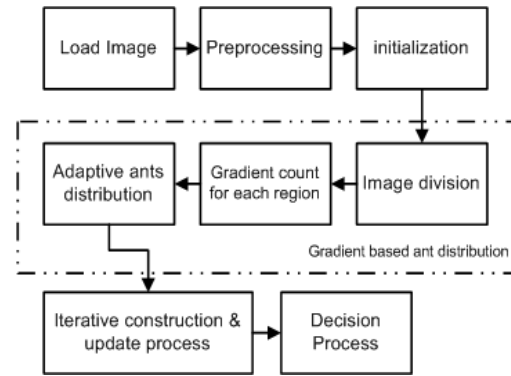 Load Image
Preprocessing
initialization
Adaptive ants
distribution
Gradient count
for each region
Image division
Gradient based ant distribution
Iterative construction &
update process
Decision
Process